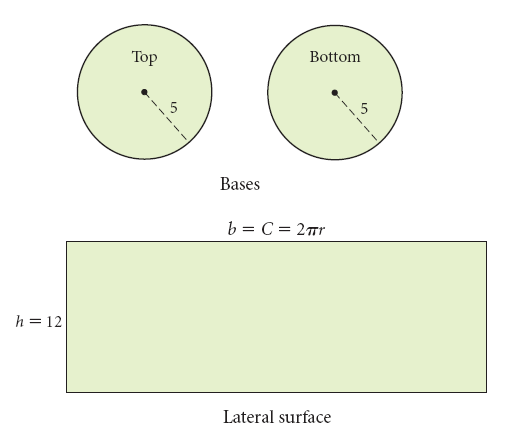 Top Bottom
5 5
Bases
b = C = 2πr
h = 12
Lateral surface